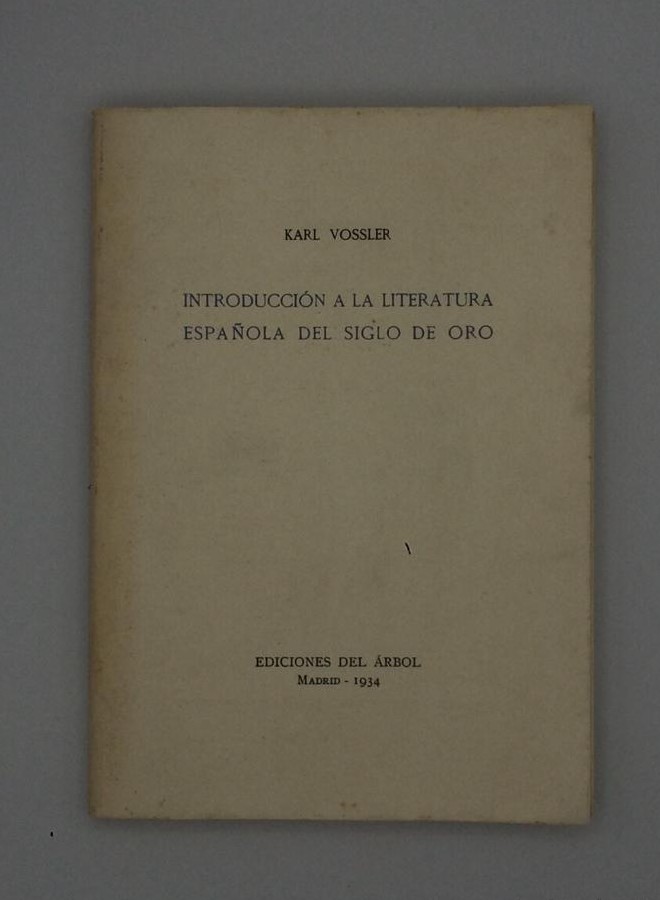 KARL VOSSLER
INTRODUCCIÓN A LA LITERATURA
ESPAÑOLA DEL SIGLO DE ORO
EDICIONES DEL ÁRBOL
MADRID - 1934